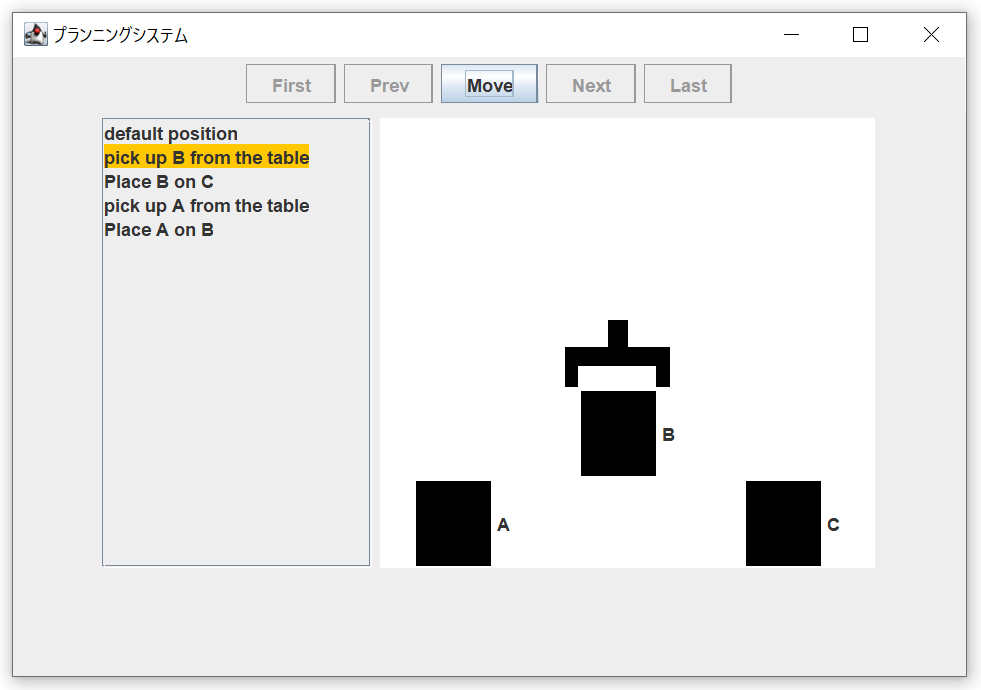 プランニングシステム
First Prev Move Next Last
default position
pick up B from the table
Place B on C
pick up A from the table
Place A on B
B
A C